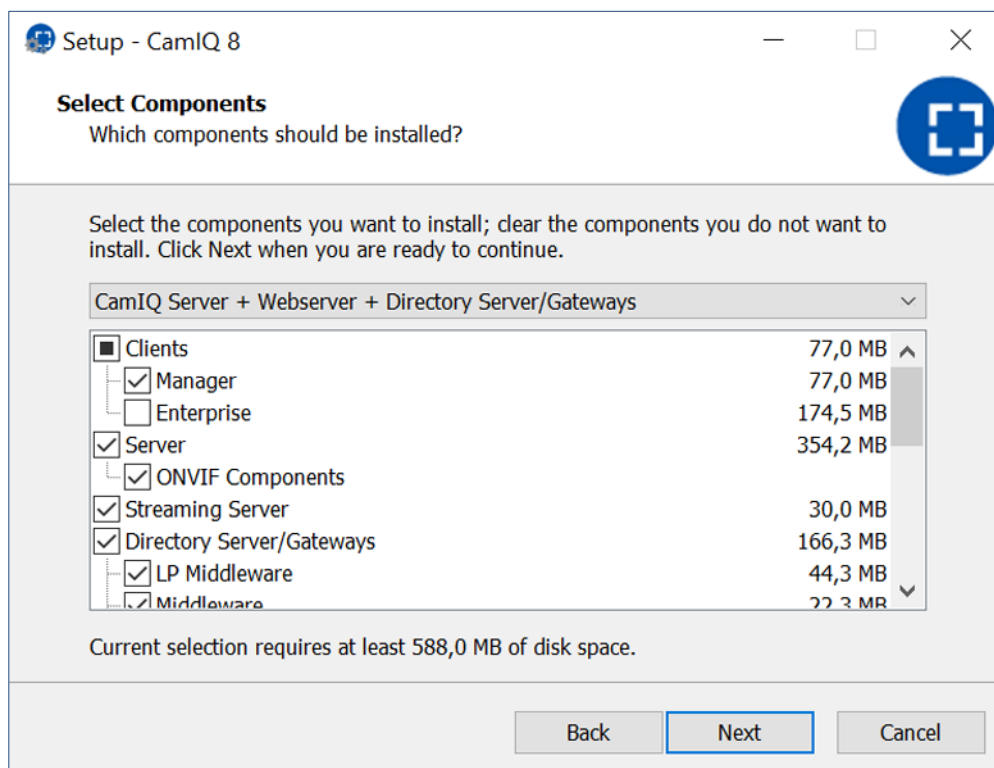 Setup - CamIQ 8
Select Components
Which components should be installed?
Select the components you want to install; clear the components you do not want to
install. Click Next when you are ready to continue.
CamIQ Server + Webserver + Directory Server/Gateways
Clients 77,0 MB
Manager 77,0 MB
Enterprise 174,5 MB
Server 354,2 MB
ONVIF Components
Streaming Server 30,0 MB
Directory Server/Gateways 166,3 MB
LP Middleware 44,3 MB
Middleware 22,3 MB
Current selection requires at least 588,0 MB of disk space.
Back Next Cancel